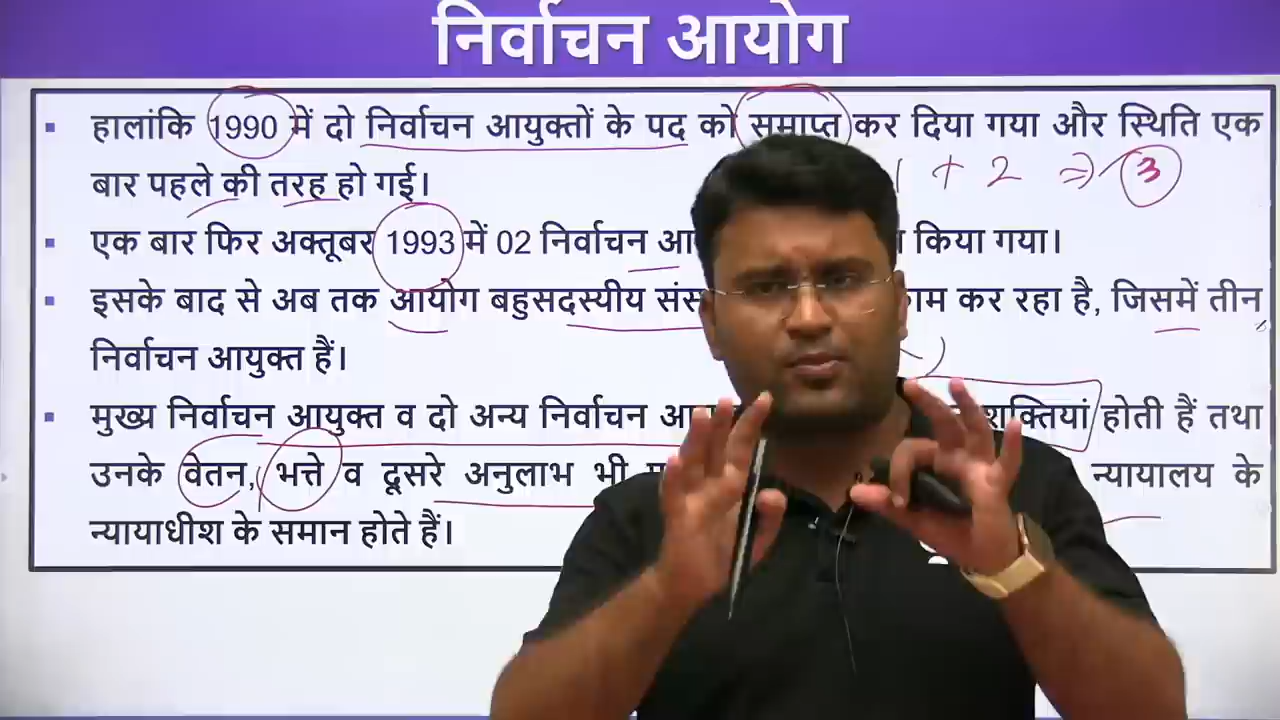 निर्वाचन आयोग
▪ हालांकि 1990 में दो निर्वाचन आयुक्तों के पद को समाप्त कर दिया गया और स्थिति एक
बार पहले की तरह हो गई।
1 + 2 ⇒ 3
▪ एक बार फिर अक्तूबर 1993 में 02 निर्वाचन किया गया।
▪ इसके बाद से अब तक आयोग बहुसदस्यीय कर रहा है, जिसमें तीन
निर्वाचन आयुक्त हैं।
▪ मुख्य निर्वाचन आयुक्त व दो अन्य निर्वाचन शक्तियां होती हैं तथा
उनके वेतन, भत्ते व दूसरे अनुलाभ भी न्यायालय के
न्यायाधीश के समान होते हैं।